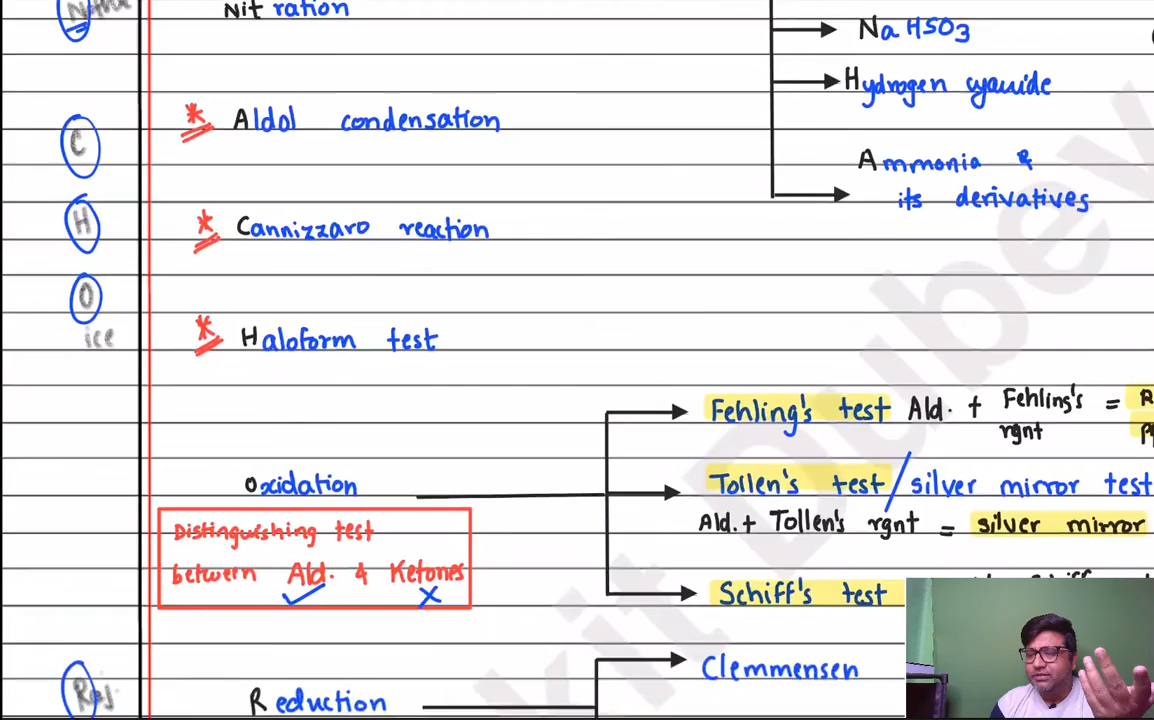 Nitration
NaHSO3
Hydrogen cyanide
* Aldol condensation
C
Ammonia &
its derivatives
H
* Cannizzaro reaction
O
ice
* Haloform test
Fehling's test Ald. + Fehling's =
rgnt
Oxidation
Tollen's test / silver mirror test
Ald. + Tollen's rgnt = silver mirror
Distinguishing test
between Ald. & Ketones
Schiff's test
Clemmensen
Raj.
Reduction